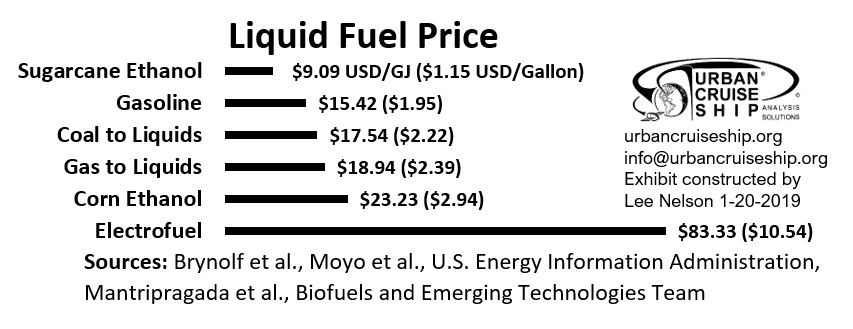 Liquid Fuel Price
Sugarcane Ethanol $9.09 USD/GJ ($1.15 USD/Gallon)
Gasoline $15.42 ($1.95)
Coal to Liquids $17.54 ($2.22)
Gas to Liquids $18.94 ($2.39)
Corn Ethanol $23.23 ($2.94)
Electrofuel $83.33 ($10.54)
URBAN®
CRUISE
SHIP ANALYSIS SOLUTIONS
urbancruiseship.org
info@urbancruiseship.org
Exhibit constructed by
Lee Nelson 1-20-2019
Sources: Brynolf et al., Moyo et al., U.S. Energy Information Administration,
Mantripragada et al., Biofuels and Emerging Technologies Team